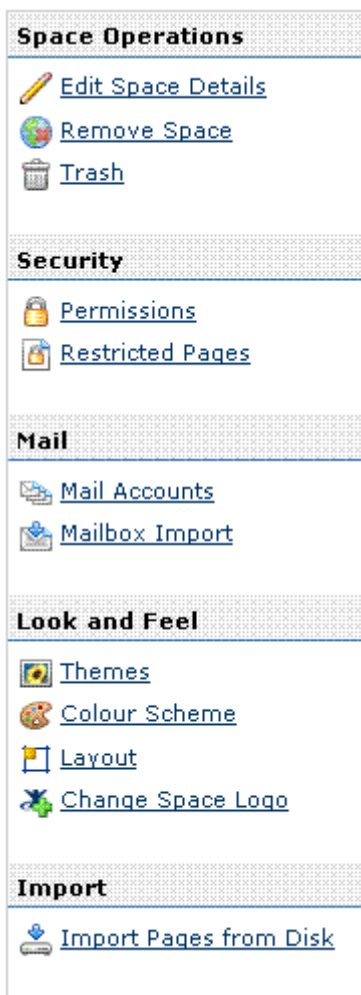 Space Operations
Edit Space Details
Remove Space
Trash
Security
Permissions
Restricted Pages
Mail
Mail Accounts
Mailbox Import
Look and Feel
Themes
Colour Scheme
Layout
Change Space Logo
Import
Import Pages from Disk